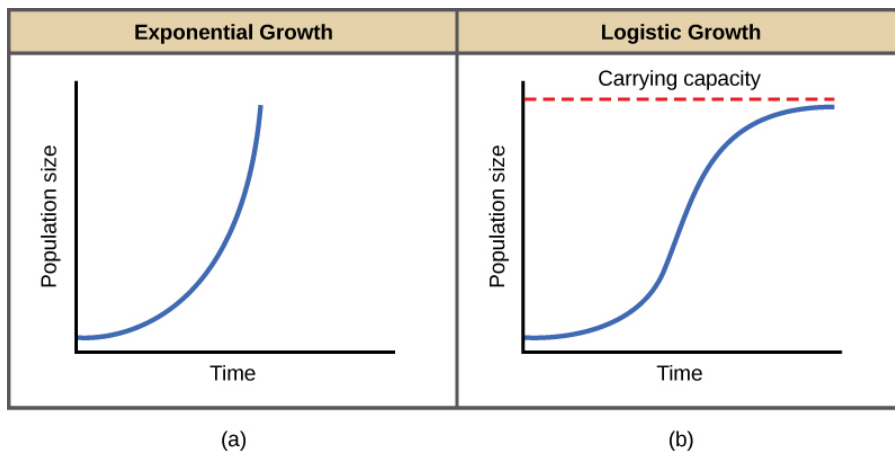 Exponential Growth
Population size
Time
(a)
Logistic Growth
Carrying capacity
Population size
Time
(b)